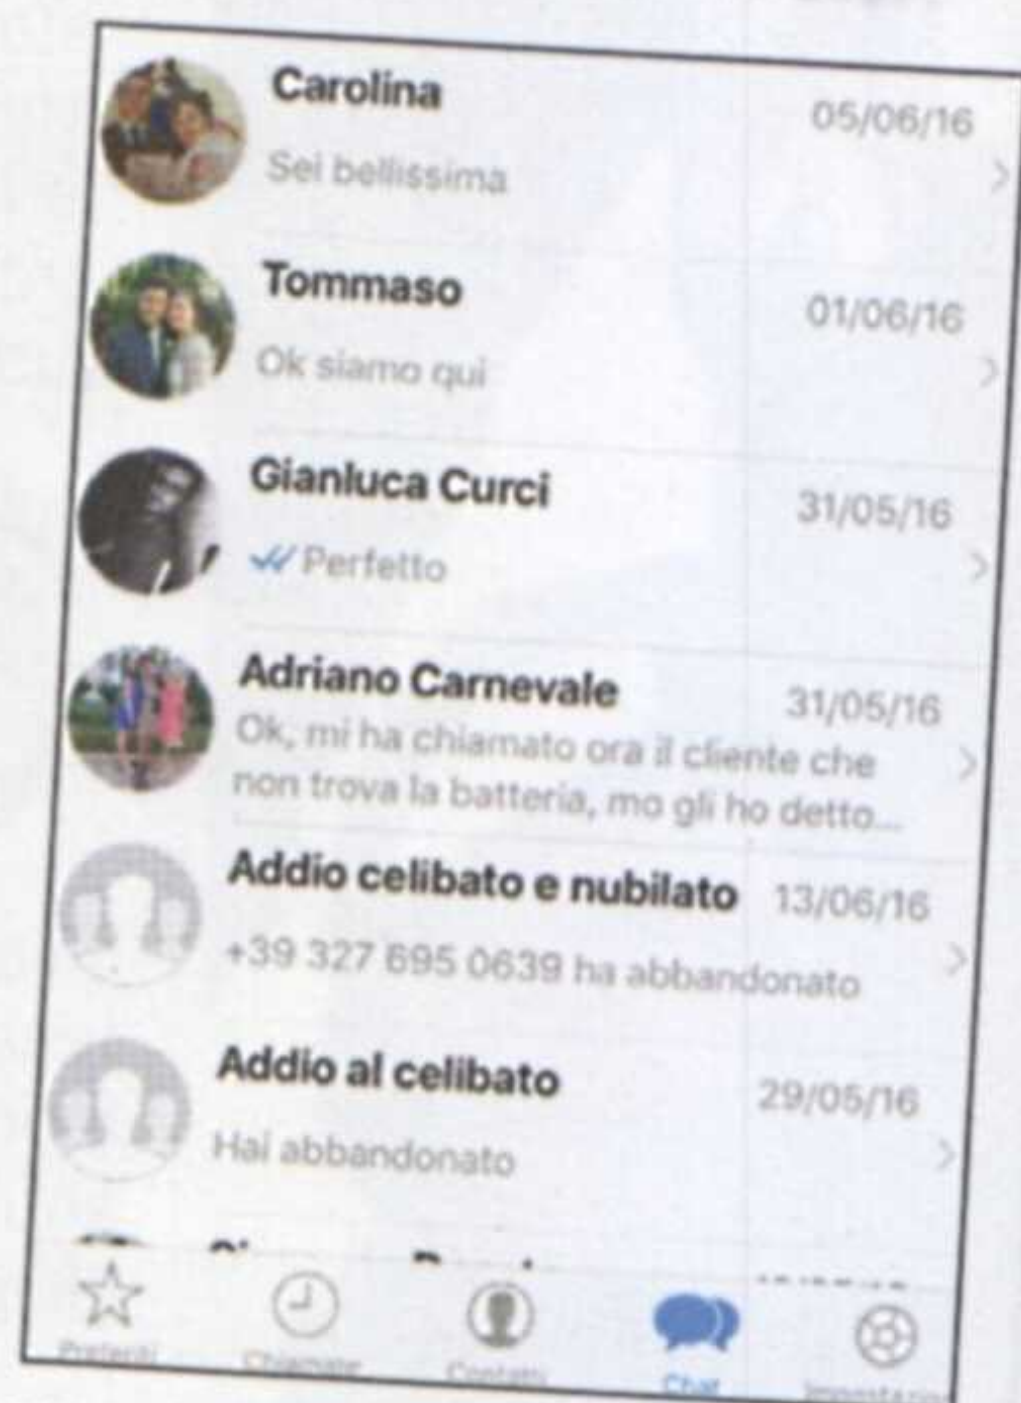 Carolina
05/06/16
Sei bellissima
Tommaso
01/06/16
Ok siamo qui
Gianluca Curci
31/05/16
Perfetto
Adriano Carnevale
31/05/16
Ok, mi ha chiamato ora il cliente che
non trova la batteria, mo gli ho detto...
Addio celibato e nubilato
13/06/16
+39 327 695 0639 ha abbandonato
Addio al celibato
29/05/16
Hai abbandonato
Preferiti
Chiamate
Contatti
Chat